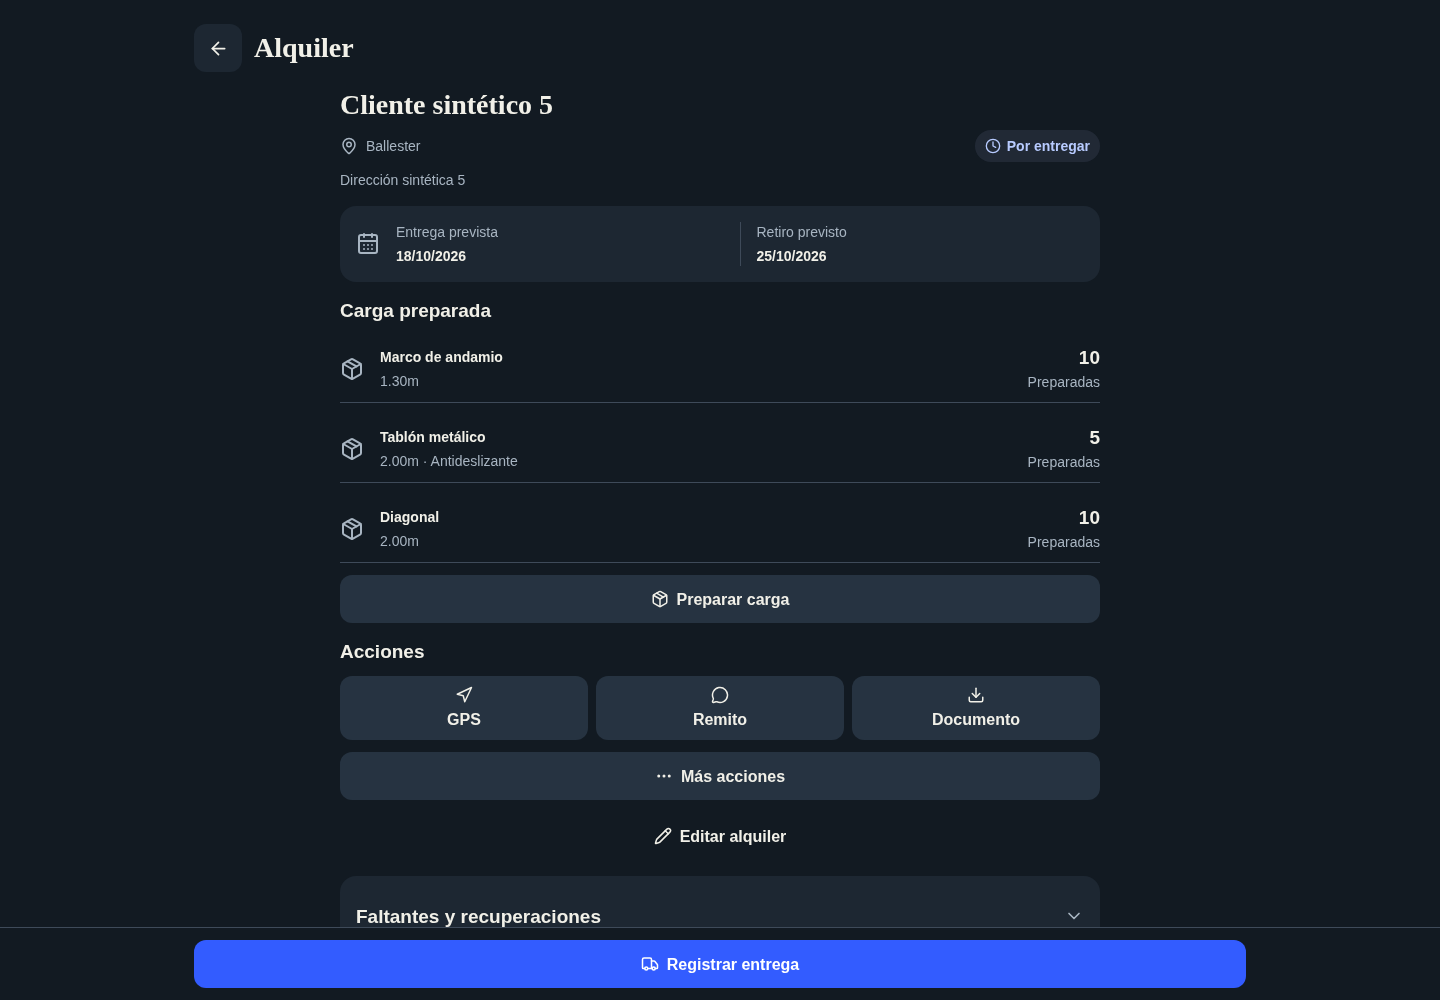 Alquiler
Cliente sintético 5
Ballester
Por entregar
Dirección sintética 5
Entrega prevista
18/10/2026
Retiro previsto
25/10/2026
Carga preparada
Marco de andamio
1.30m
10
Preparadas
Tablón metálico
2.00m · Antideslizante
5
Preparadas
Diagonal
2.00m
10
Preparadas
Preparar carga
Acciones
GPS
Remito
Documento
Más acciones
Editar alquiler
Faltantes y recuperaciones
Registrar entrega